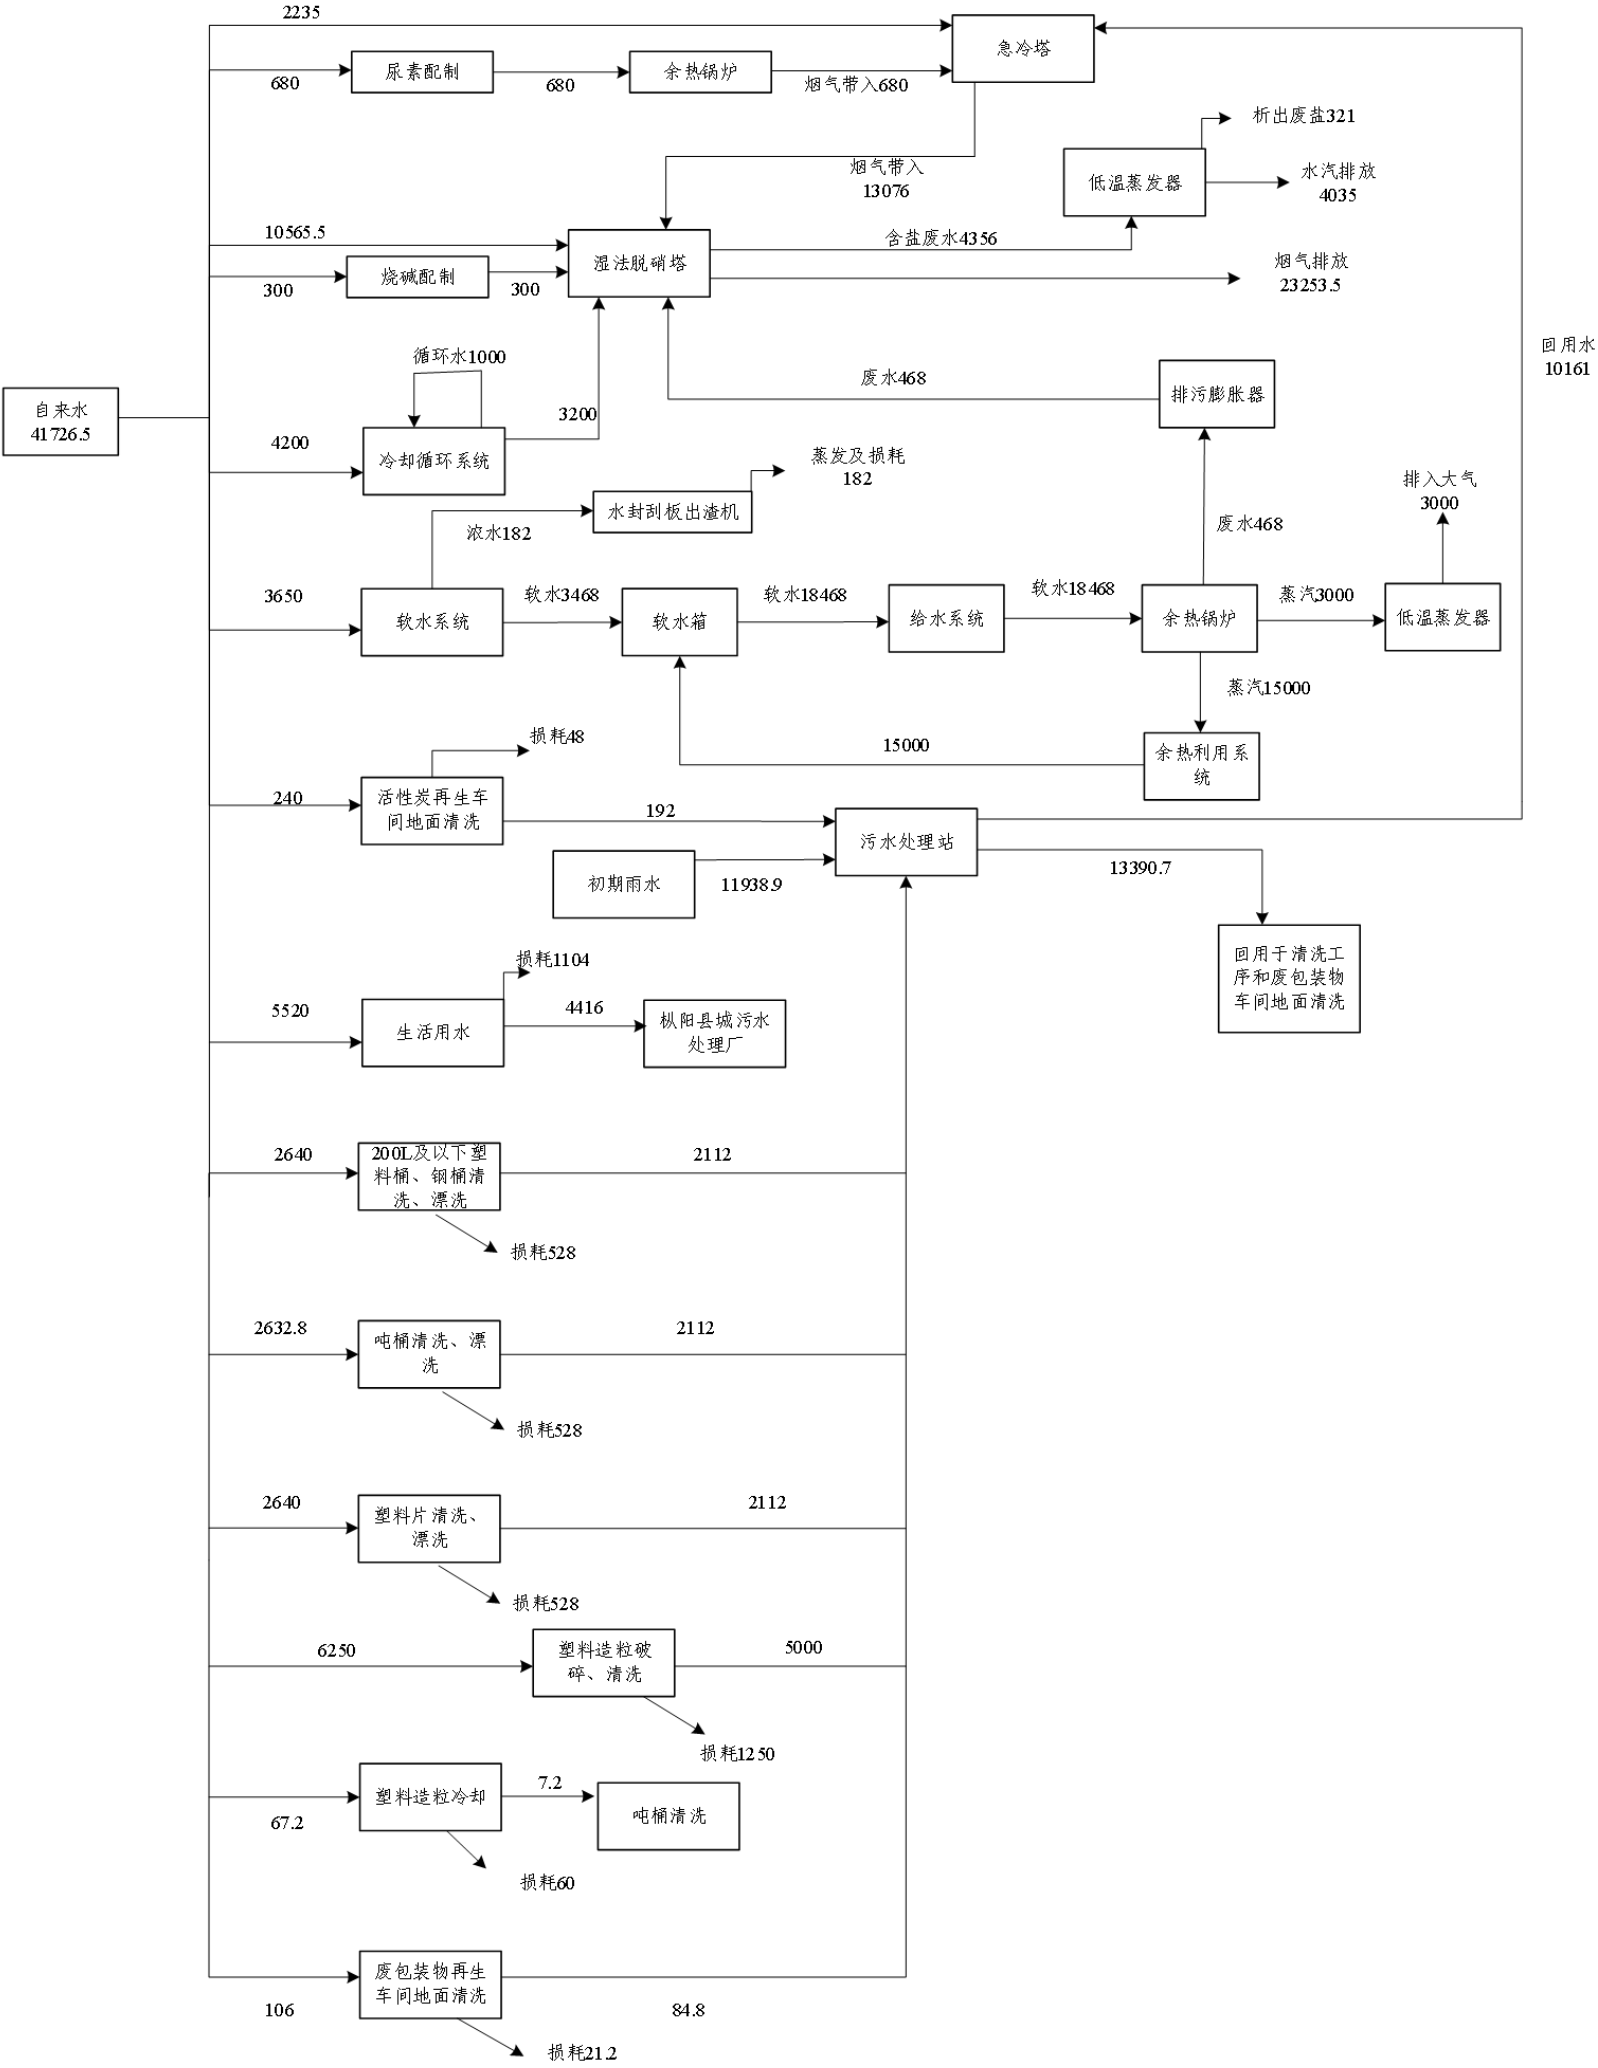 2235
急冷塔
尿素配制
余热锅炉
680
680
烟气带入680
析出废盐321
烟气带入
13076
低温蒸发器
水汽排放
4035
10565.5
含盐废水4356
湿法脱硝塔
烟气排放
23253.5
烧碱配制
300
300
回用水
10161
循环水1000
废水468
排污膨胀器
自来水
41726.5
3200
4200
冷却循环系统
蒸发及损耗
182
排入大气
3000
水封刮板出渣机
浓水182
废水468
3650
软水3468
软水18468
软水18468
蒸汽3000
软水系统
软水箱
给水系统
余热锅炉
低温蒸发器
蒸汽15000
损耗48
15000
余热利用系
统
240
活性炭再生车
间地面清洗
192
污水处理站
初期雨水
11938.9
13390.7
回用于清洗工
序和废包装物
车间地面清洗
损耗1104
5520
4416
生活用水
枞阳县城污水
处理厂
2640
200L及以下塑
料桶、钢桶清
洗、漂洗
2112
损耗528
2632.8
吨桶清洗、漂
洗
2112
损耗528
2640
塑料片清洗、
漂洗
2112
损耗528
6250
塑料造粒破
碎、清洗
5000
损耗1250
塑料造粒冷却
7.2
吨桶清洗
67.2
损耗60
废包装物再生
车间地面清洗
106
84.8
损耗21.2